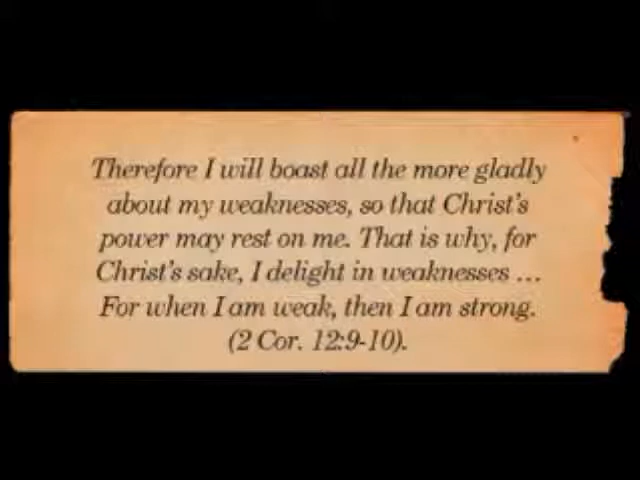 Therefore I will boast all the more gladly
about my weaknesses, so that Christ's
power may rest on me. That is why, for
Christ's sake, I delight in weaknesses ...
For when I am weak, then I am strong.
(2 Cor. 12:9-10).